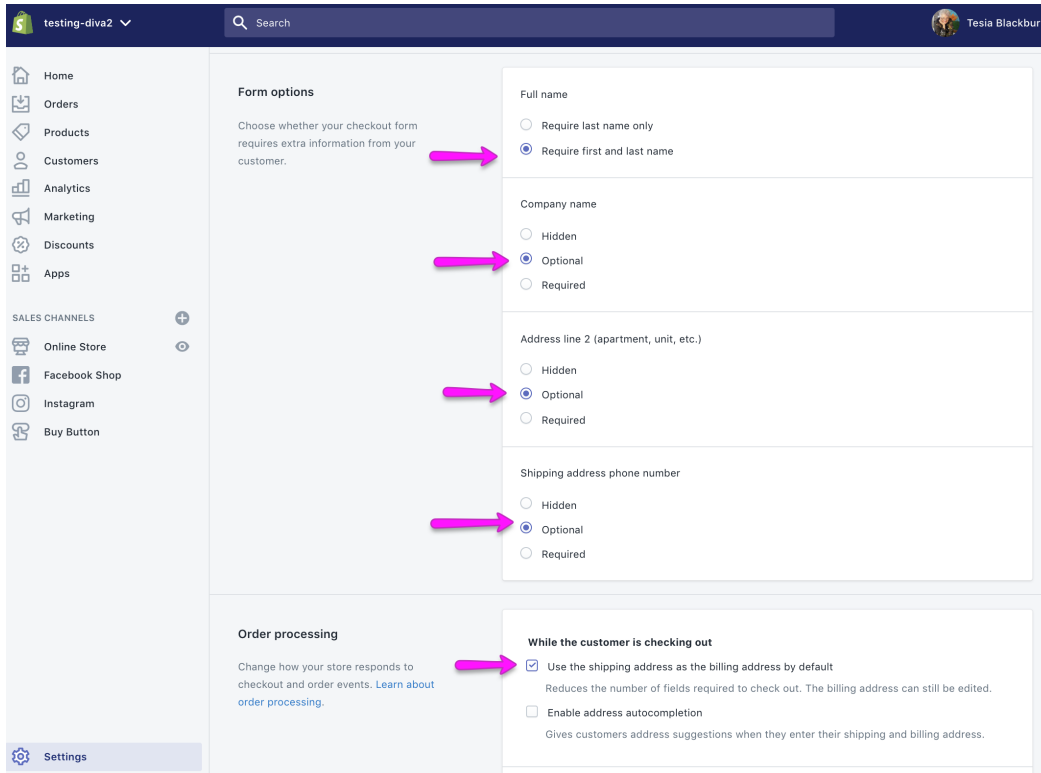 testing-diva2
Search
Tesia Blackbur
Home
Orders
Products
Customers
Analytics
Marketing
Discounts
Apps
SALES CHANNELS
Online Store
Facebook Shop
Instagram
Buy Button
Settings
Form options
Choose whether your checkout form
requires extra information from your
customer.
Full name
Require last name only
Require first and last name
Company name
Hidden
Optional
Required
Address line 2 (apartment, unit, etc.)
Hidden
Optional
Required
Shipping address phone number
Hidden
Optional
Required
Order processing
Change how your store responds to
checkout and order events. Learn about
order processing.
While the customer is checking out
Use the shipping address as the billing address by default
Reduces the number of fields required to check out. The billing address can still be edited.
Enable address autocompletion
Gives customers address suggestions when they enter their shipping and billing address.